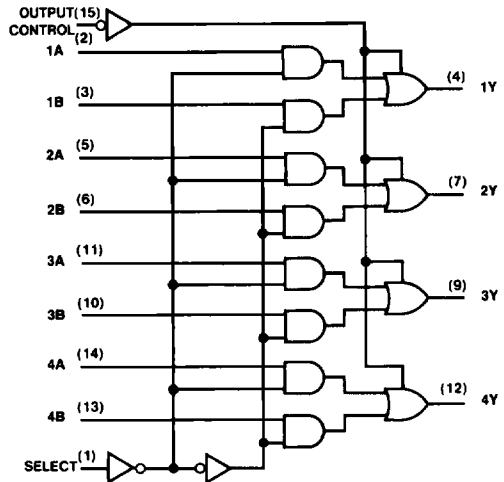 OUTPUT (15)
CONTROL
1A (2)
(4) 1Y
1B (3)
2A (5)
(7) 2Y
2B (6)
3A (11)
(9) 3Y
3B (10)
4A (14)
(12) 4Y
4B (13)
SELECT (1)